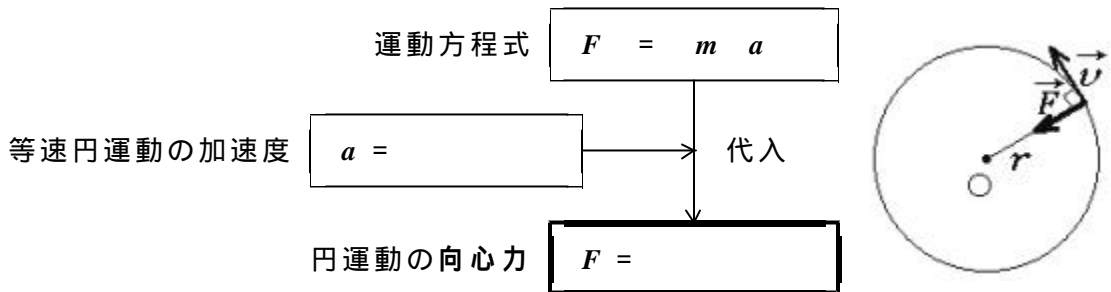 運動方程式 F = m a
等速円運動の加速度 a = 代入
円運動の向心力 F =
v
F
r
O